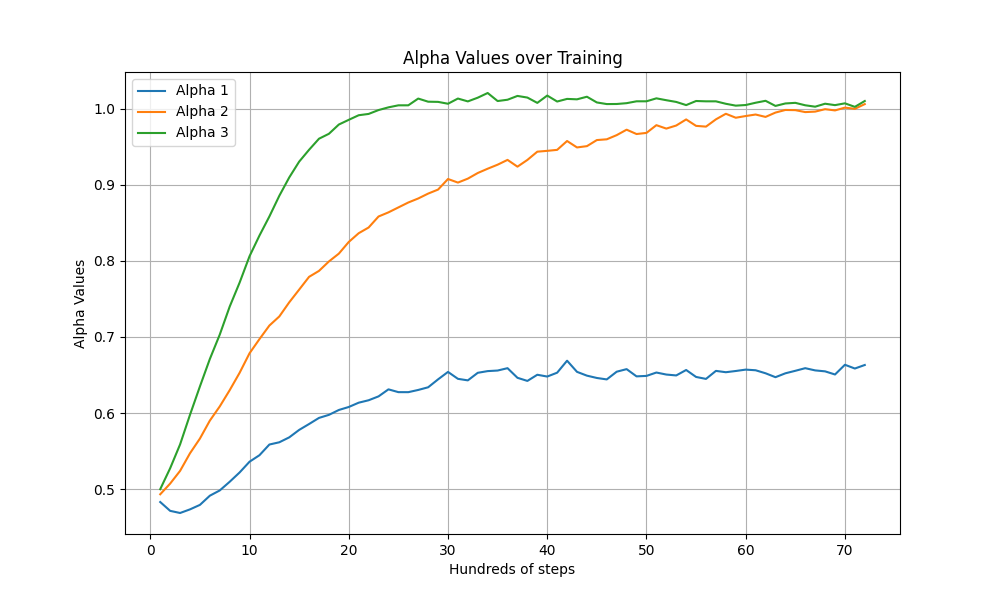 Alpha Values over Training
Alpha 1
Alpha 2
Alpha 3
Alpha Values
1.0
0.9
0.8
0.7
0.6
0.5
0 10 20 30 40 50 60 70
Hundreds of steps